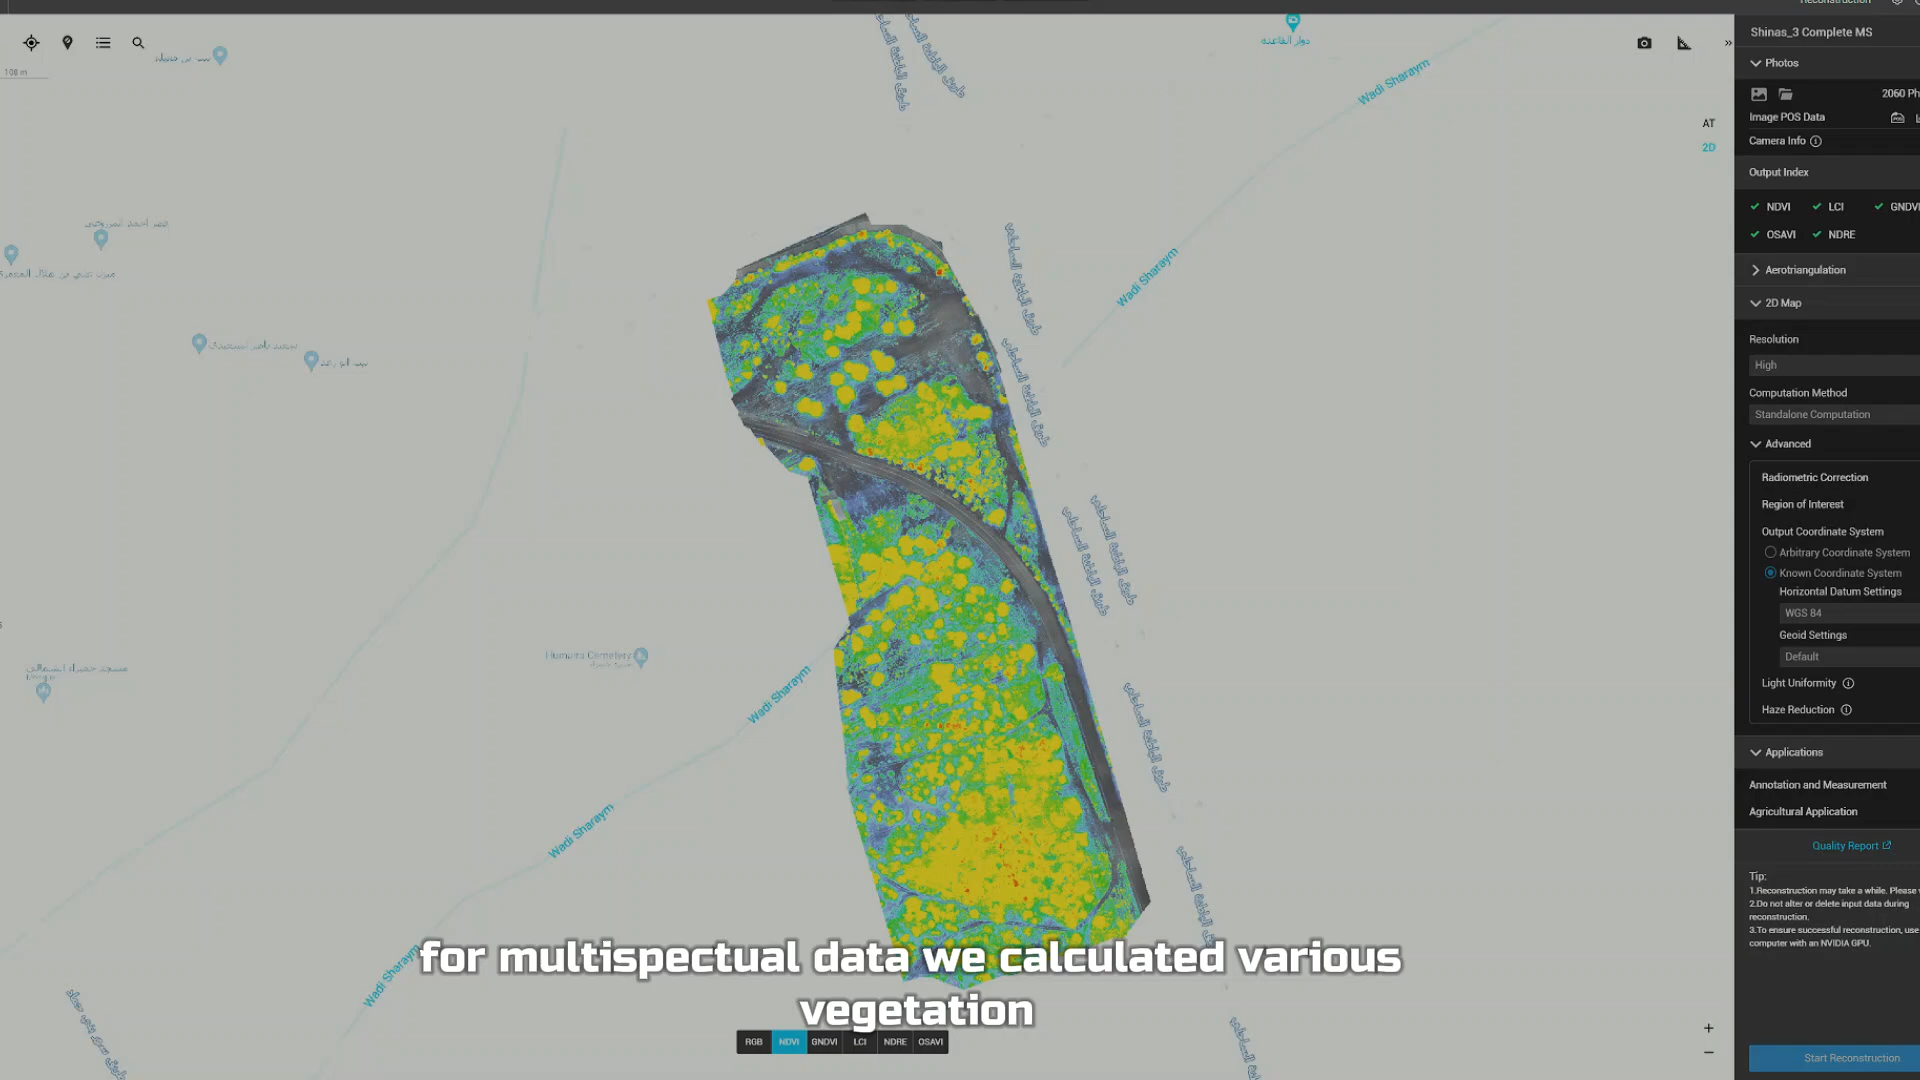 Reconstruction
Shinas_3 Complete MS
Photos
2060 Ph
Image POS Data
Camera Info
Output Index
NDVI
LCI
GNDVI
OSAVI
NDRE
Aerotriangulation
2D Map
Resolution
High
Computation Method
Standalone Computation
Advanced
Radiometric Correction
Region of Interest
Output Coordinate System
Arbitrary Coordinate System
Known Coordinate System
Horizontal Datum Settings
WGS 84
Geoid Settings
Default
Light Uniformity
Haze Reduction
Applications
Annotation and Measurement
Agricultural Application
Quality Report
Tip:
1.Reconstruction may take a while. Please
2.Do not alter or delete input data during
reconstruction.
3.To ensure successful reconstruction, use
computer with an NVIDIA GPU.
Start Reconstruction
108 m
AT
2D
دوار القاعدة
Wadi Sharaym
Wadi Sharaym
Humaira Cemetery
Wadi Sharaym
Wadi Sharaym
Wadi Sharaym
for multispectual data we calculated various
vegetation
RGB
NDVI
GNDVI
LCI
NDRE
OSAVI